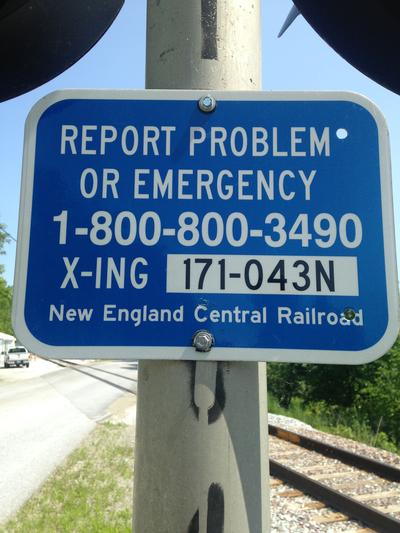 REPORT PROBLEM
OR EMERGENCY
1-800-800-3490
X-ING 171-043N
New England Central Railroad